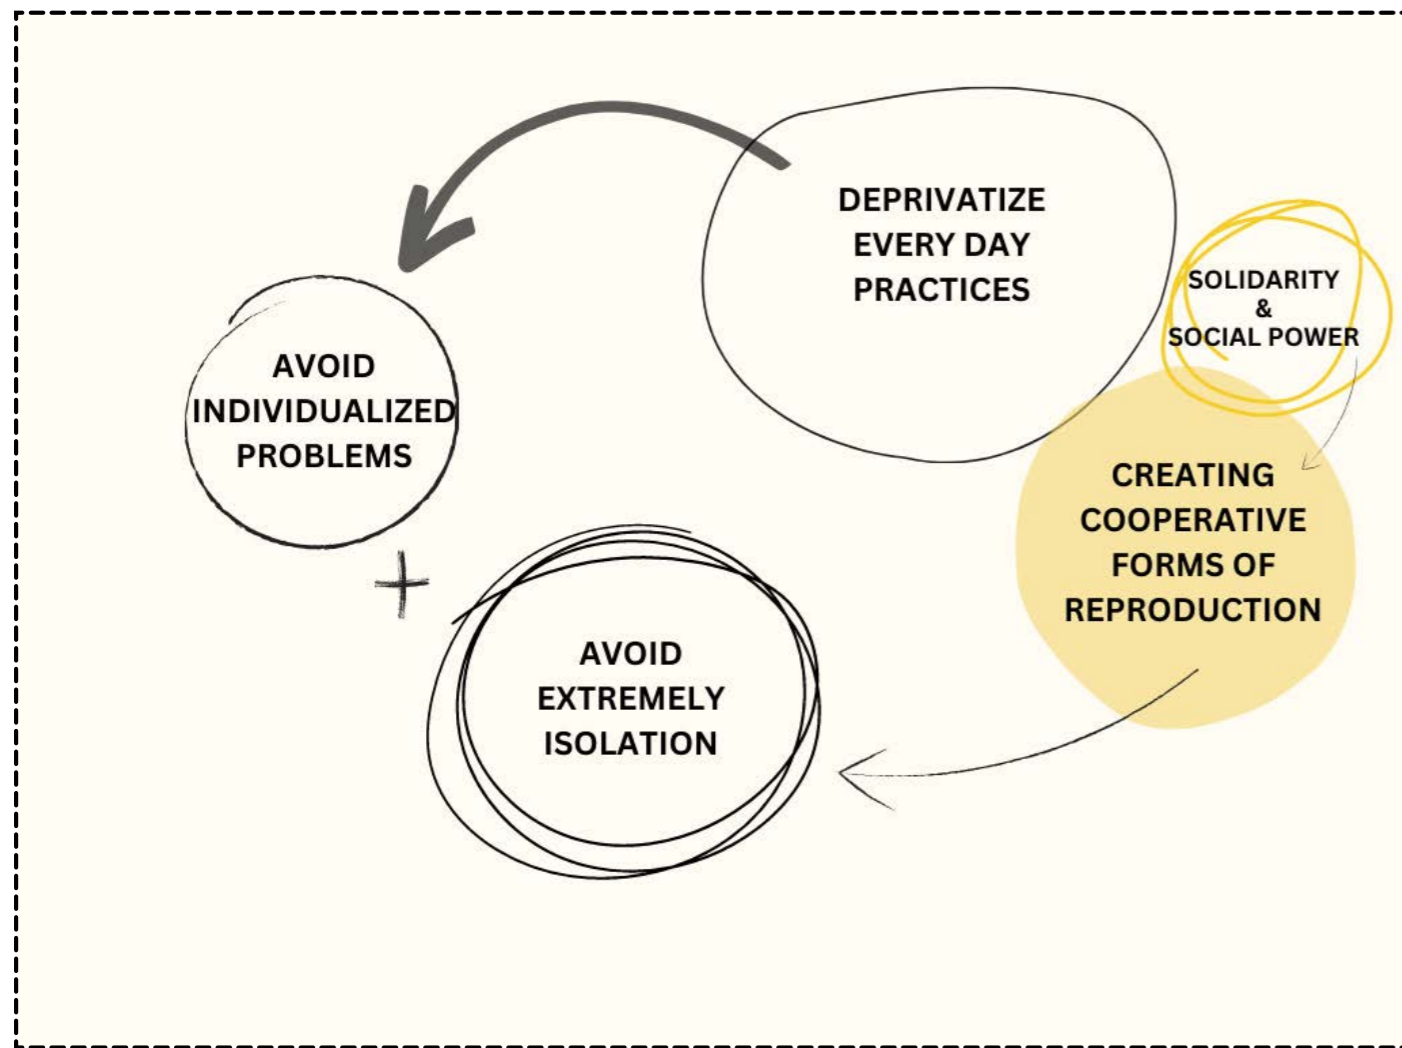 DEPRIVATIZE
EVERY DAY
PRACTICES
SOLIDARITY
&
SOCIAL POWER
AVOID
INDIVIDUALIZED
PROBLEMS
+
CREATING
COOPERATIVE
FORMS OF
REPRODUCTION
AVOID
EXTREMELY
ISOLATION